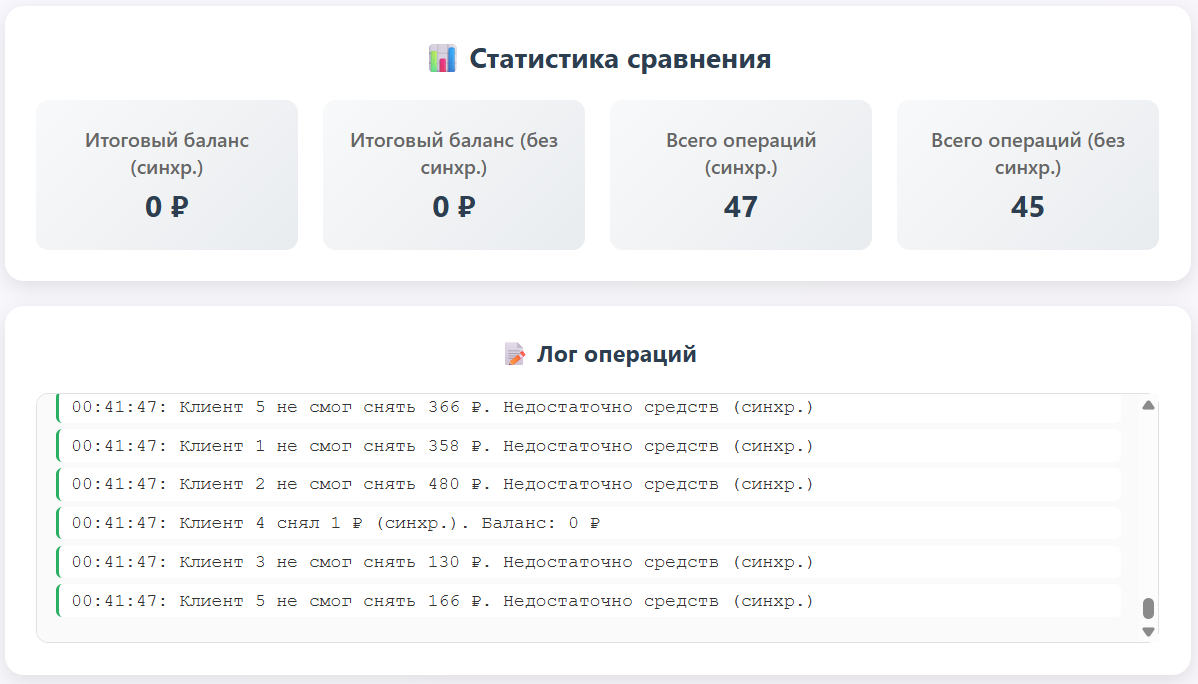 Статистика сравнения
Итоговый баланс
(синхр.)
0 ₽
Итоговый баланс (без
синхр.)
0 ₽
Всего операций
(синхр.)
47
Всего операций (без
синхр.)
45
Лог операций
00:41:47: Клиент 5 не смог снять 366 ₽. Недостаточно средств (синхр.)
00:41:47: Клиент 1 не смог снять 358 ₽. Недостаточно средств (синхр.)
00:41:47: Клиент 2 не смог снять 480 ₽. Недостаточно средств (синхр.)
00:41:47: Клиент 4 снял 1 ₽ (синхр.). Баланс: 0 ₽
00:41:47: Клиент 3 не смог снять 130 ₽. Недостаточно средств (синхр.)
00:41:47: Клиент 5 не смог снять 166 ₽. Недостаточно средств (синхр.)